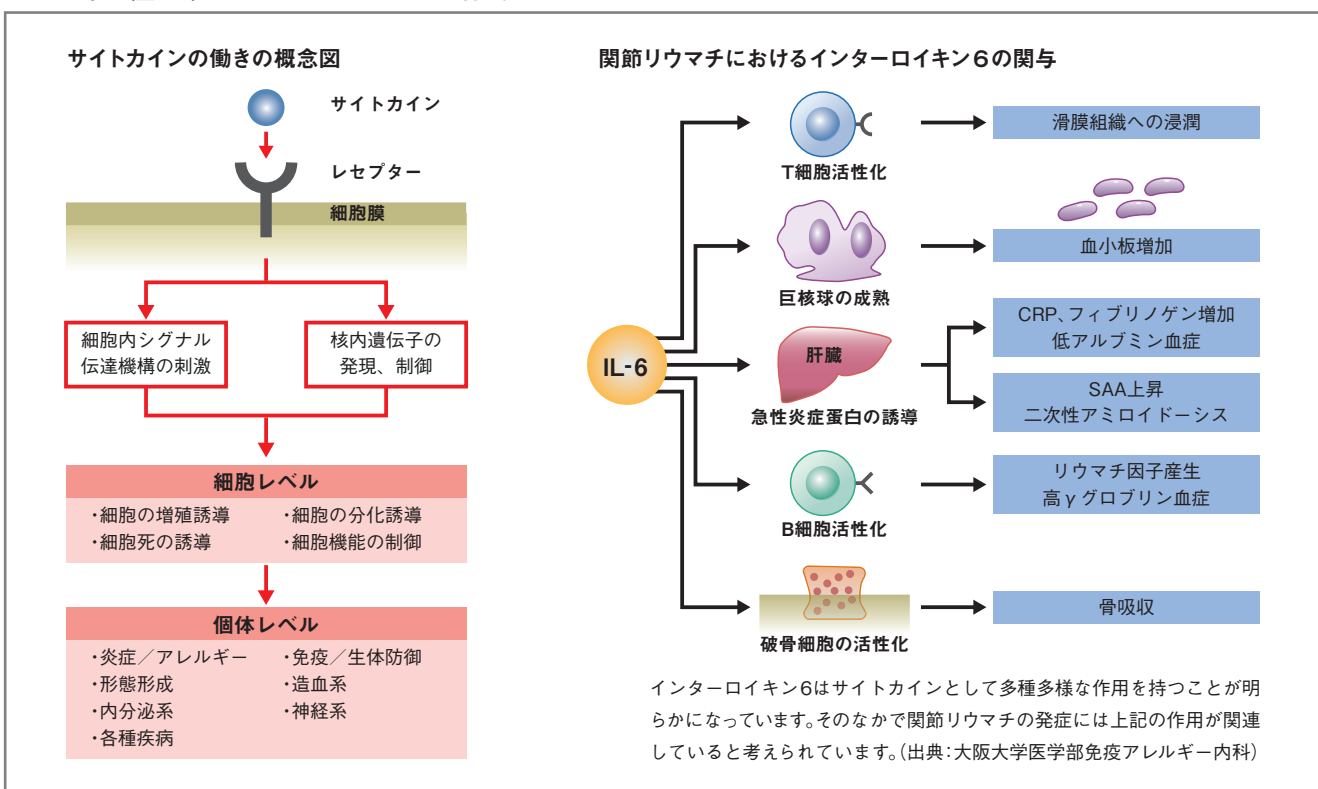 サイトカインの働きの概念図
サイトカイン
レセプター
細胞膜
細胞内シグナル
伝達機構の刺激
核内遺伝子の
発現、制御
細胞レベル
・細胞の増殖誘導
・細胞の分化誘導
・細胞死の誘導
・細胞機能の制御
個体レベル
・炎症／アレルギー
・免疫／生体防御
・形態形成
・造血系
・内分泌系
・神経系
・各種疾病
関節リウマチにおけるインターロイキン6の関与
IL-6
T細胞活性化
滑膜組織への浸潤
巨核球の成熟
血小板増加
肝臓
急性炎症蛋白の誘導
CRP、フィブリノゲン増加
低アルブミン血症
SAA上昇
二次性アミロイドーシス
B細胞活性化
リウマチ因子産生
高γグロブリン血症
破骨細胞の活性化
骨吸収
インターロイキン6はサイトカインとして多種多様な作用を持つことが明
らかになっています。そのなかで関節リウマチの発症には上記の作用が関連
していると考えられています。（出典：大阪大学医学部免疫アレルギー内科）